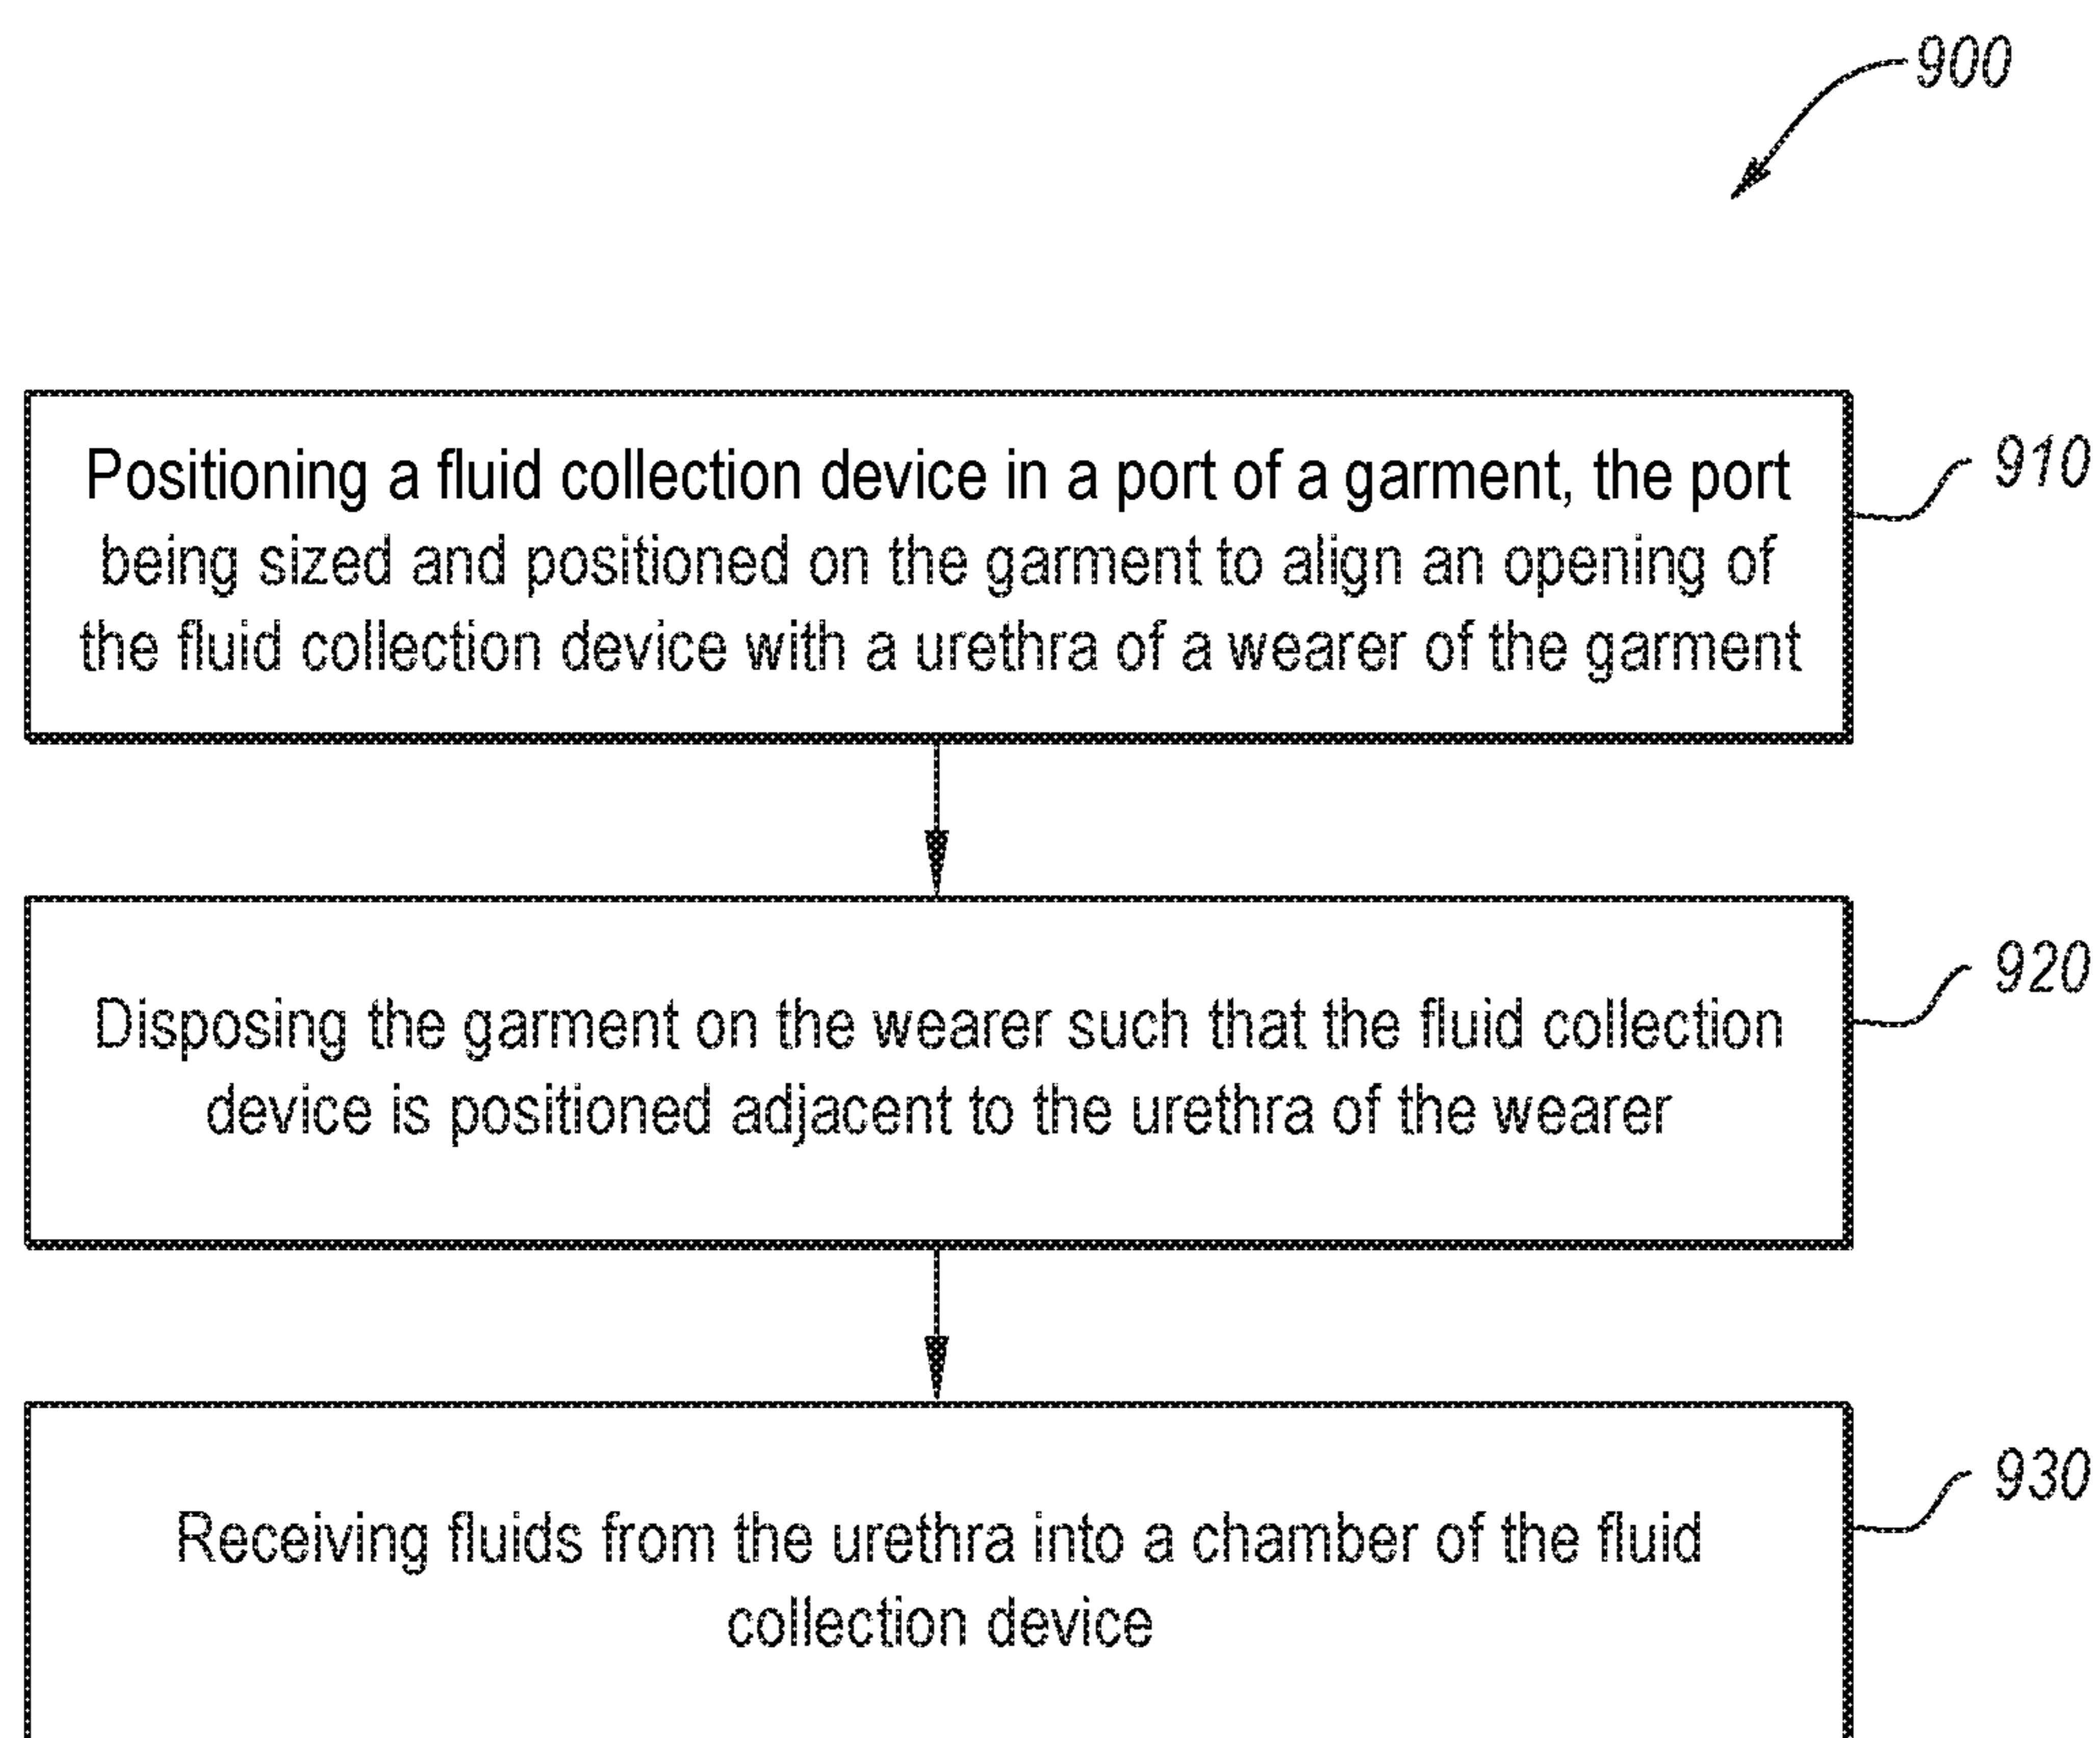 900
Positioning a fluid collection device in a port of a garment, the port
being sized and positioned on the garment to align an opening of
the fluid collection device with a urethra of a wearer of the garment
910
Disposing the garment on the wearer such that the fluid collection
device is positioned adjacent to the urethra of the wearer
920
Receiving fluids from the urethra into a chamber of the fluid
collection device
930